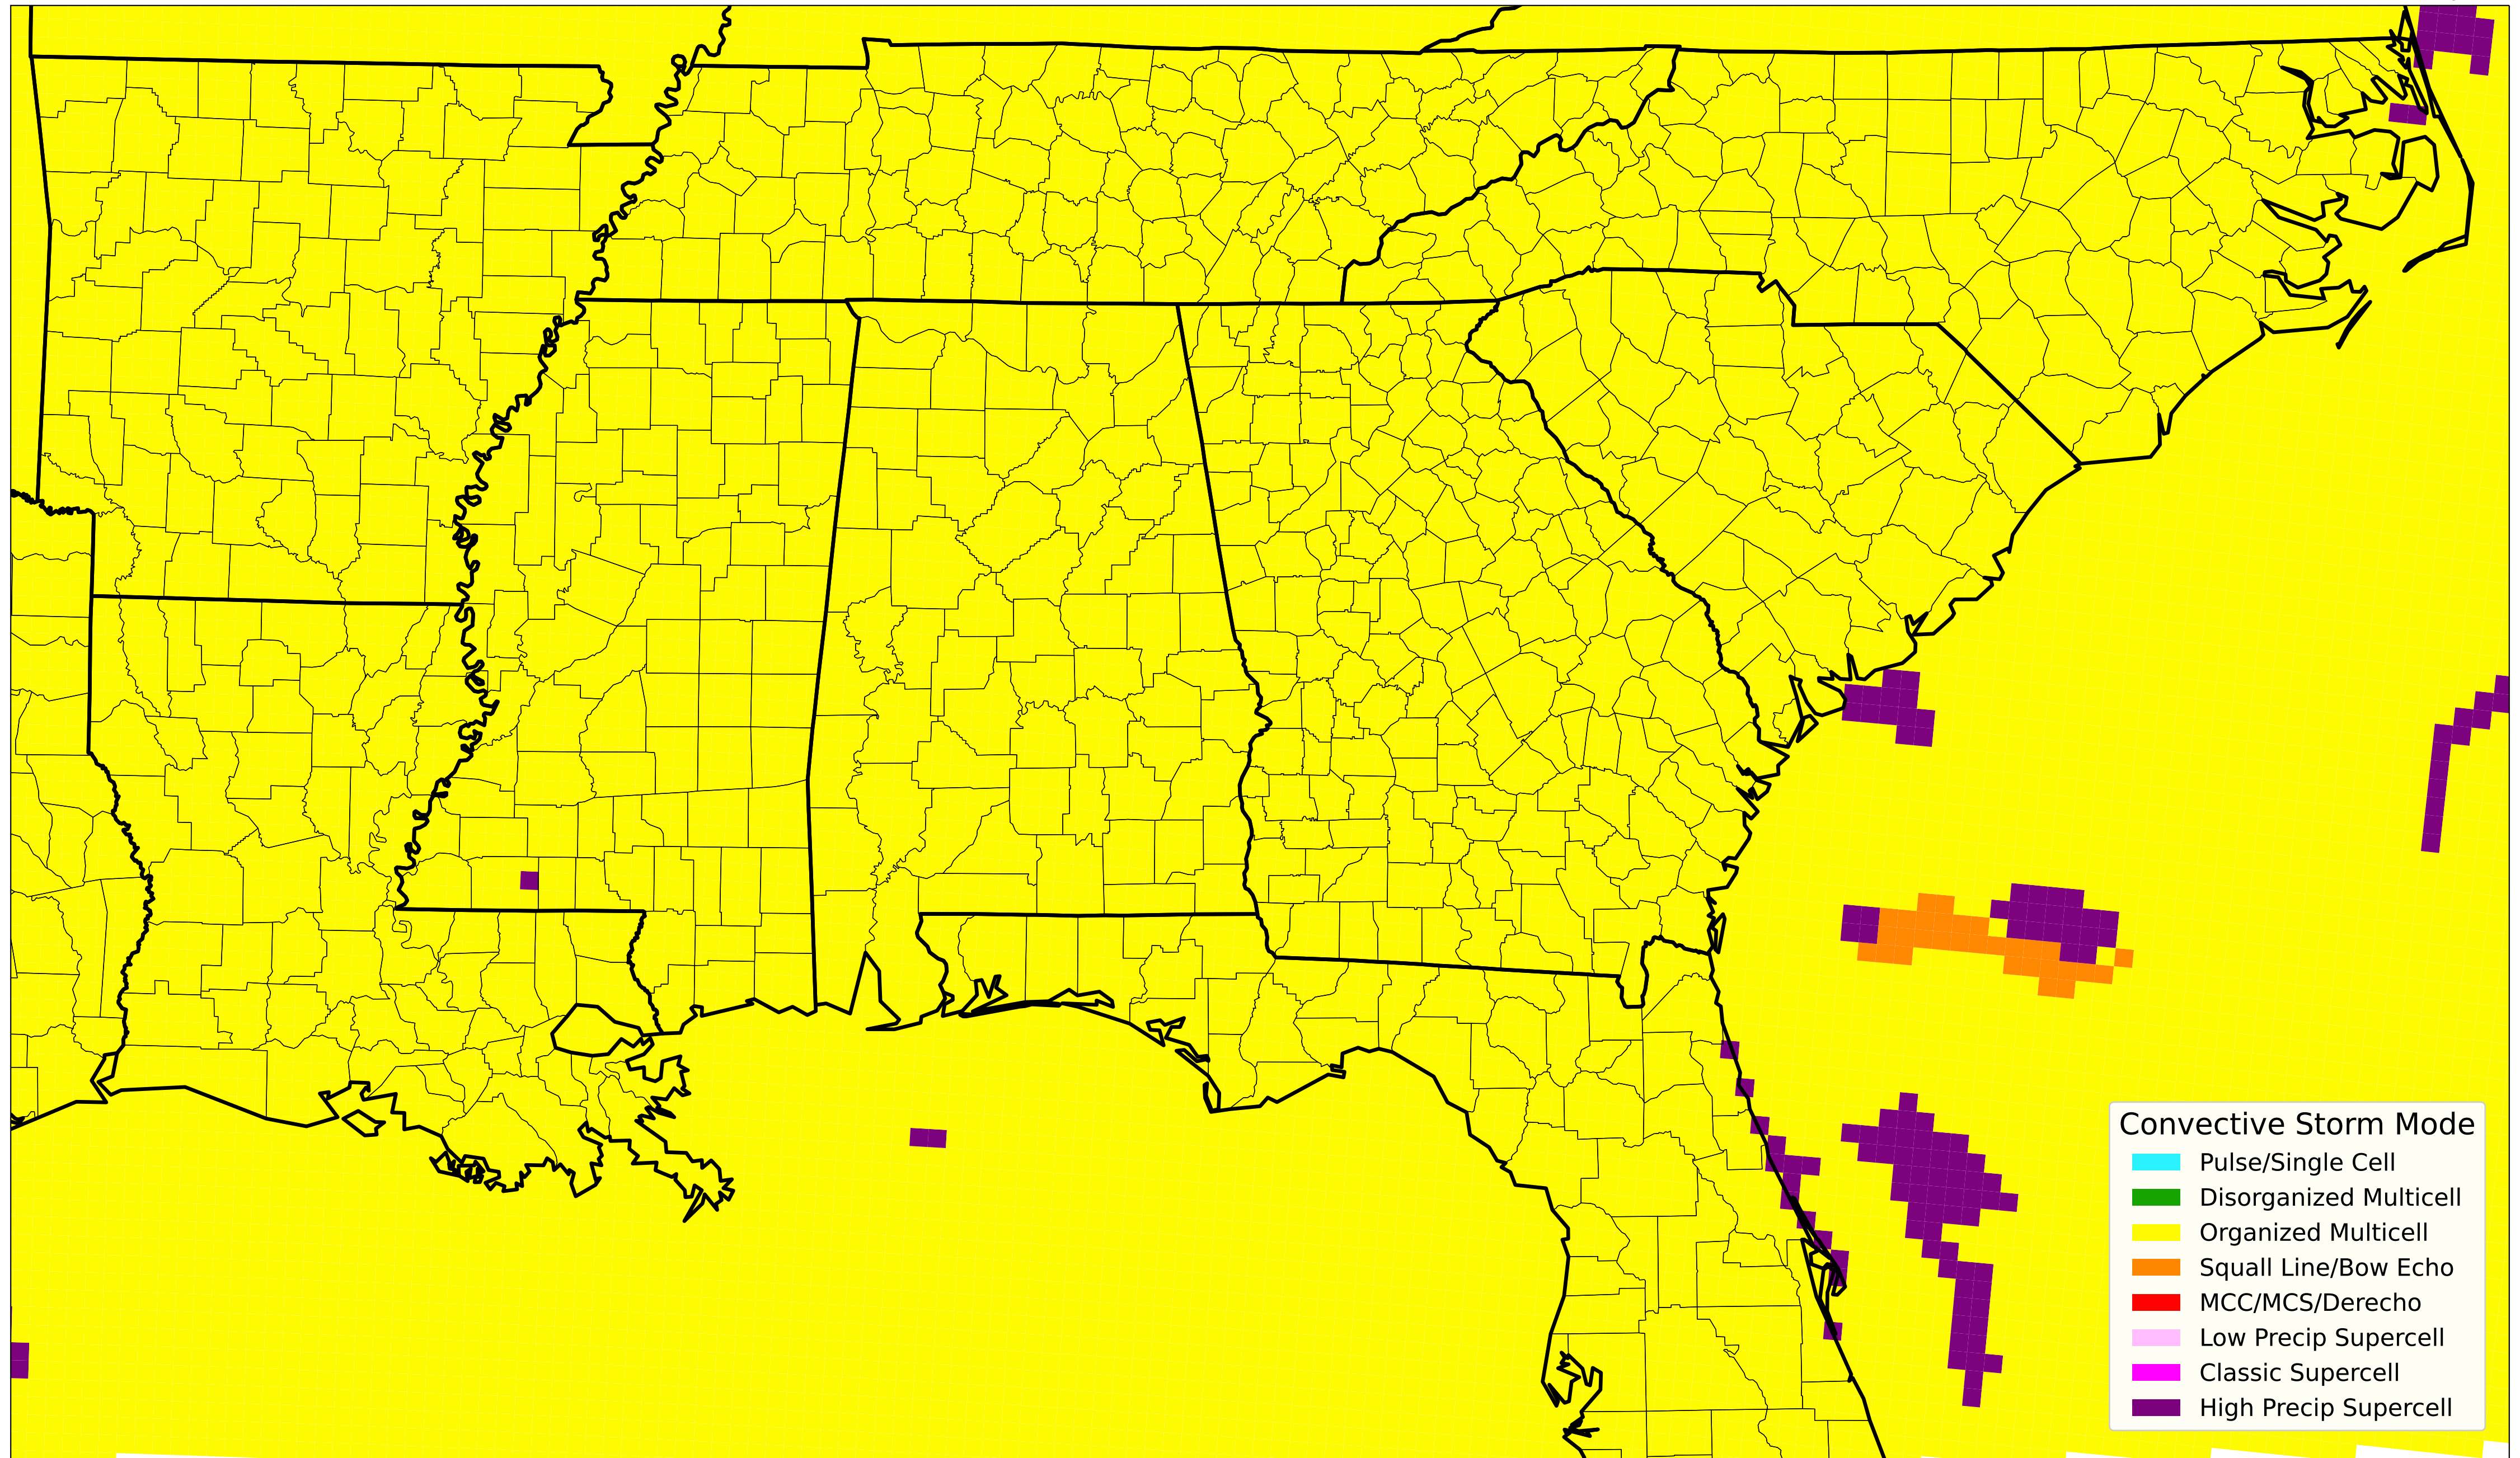 Convective Storm Mode
Pulse/Single Cell
Disorganized Multicell
Organized Multicell
Squall Line/Bow Echo
MCC/MCS/Derecho
Low Precip Supercell
Classic Supercell
High Precip Supercell